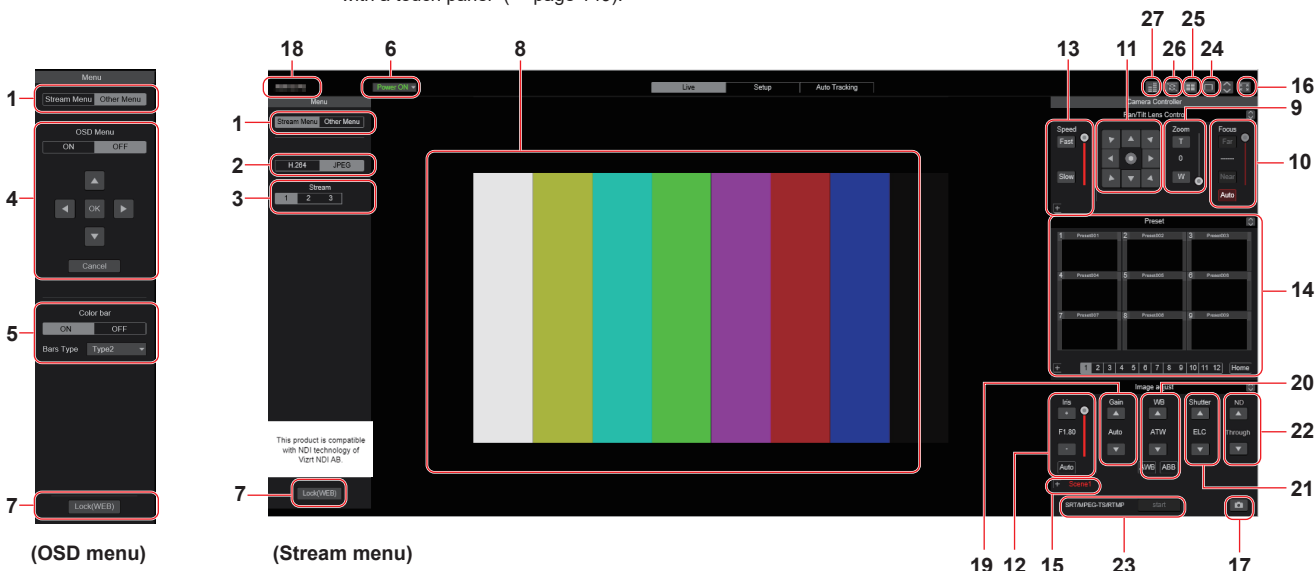 with a touch panel" (page 140).
27 25
18 6 8 13 11 26 24
Menu
1 Stream Menu Other Menu
OSD Menu
ON OFF
4
OK
Cancel
Color bar
5 ON OFF
Bars Type Type2
7 Lock(WEB)
(OSD menu)
Power ON
Live Setup Auto Tracking
16
Menu
1 Stream Menu Other Menu
2 H.264 JPEG
Stream
3 1 2 3
This product is compatible
with NDI technology of
Vizrt NDI AB.
7 Lock(WEB)
(Stream menu)
Camera Controller
9
Pan/Tilt Lens Control
Speed Zoom Focus
Fast T Far
0 ----- 10
Slow W Near
Auto
Preset
1 Preset001 2 Preset002 3 Preset003
4 Preset004 5 Preset005 6 Preset006
14
7 Preset007 8 Preset008 9 Preset009
+ 1 2 3 4 5 6 7 8 9 10 11 12 Home
20
Image adjust
19
Iris Gain WB Shutter ND
+
F1.80 Auto ATW ELC Through 22
-
Auto AWB ABB
21
+ Scene1
SRT/MPEG-TS/RTMP start
19 12 15 23 17